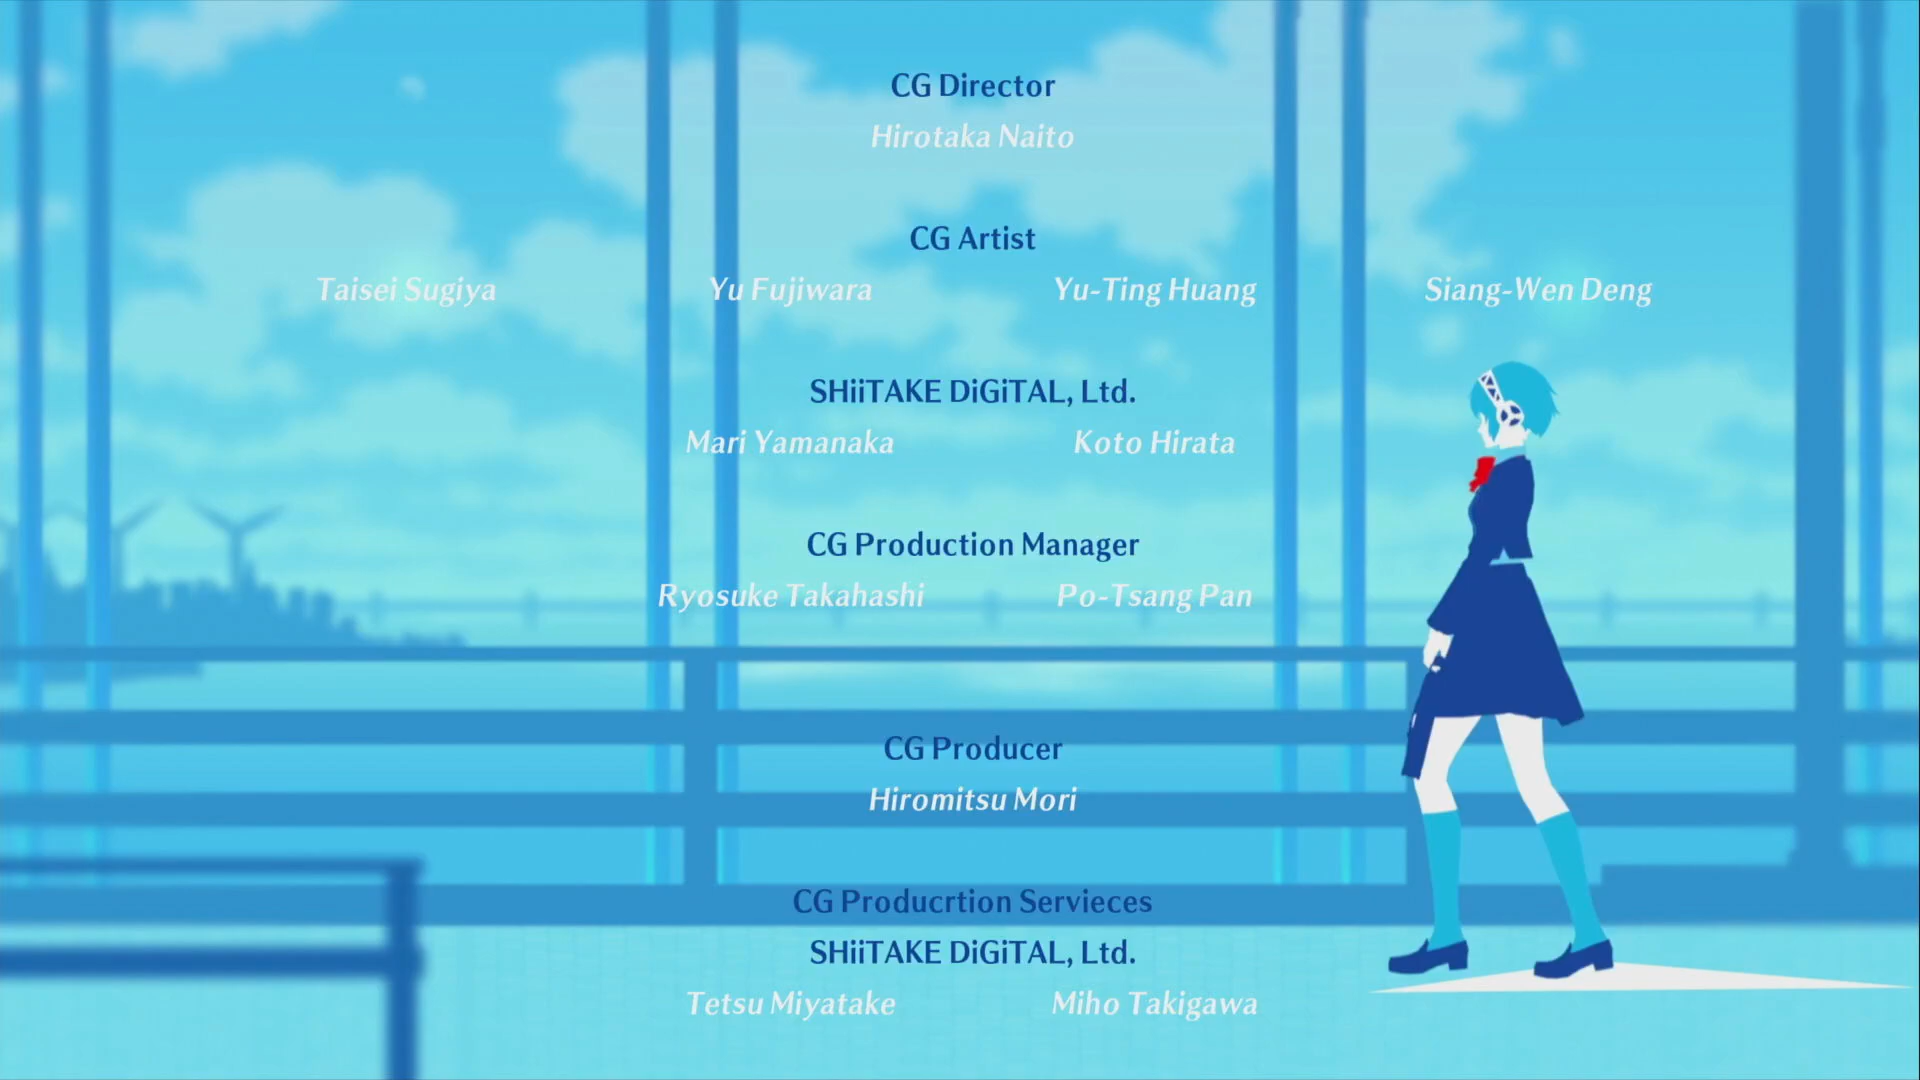 CG Director
Hirotaka Naito
CG Artist
Taisei Sugiya Yu Fujiwara Yu-Ting Huang Siang-Wen Deng
SHiiTAKE DiGiTAL, Ltd.
Mari Yamanaka Koto Hirata
CG Production Manager
Ryosuke Takahashi Po-Tsang Pan
CG Producer
Hiromitsu Mori
CG Producrtion Servieces
SHiiTAKE DiGiTAL, Ltd.
Tetsu Miyatake Miho Takigawa